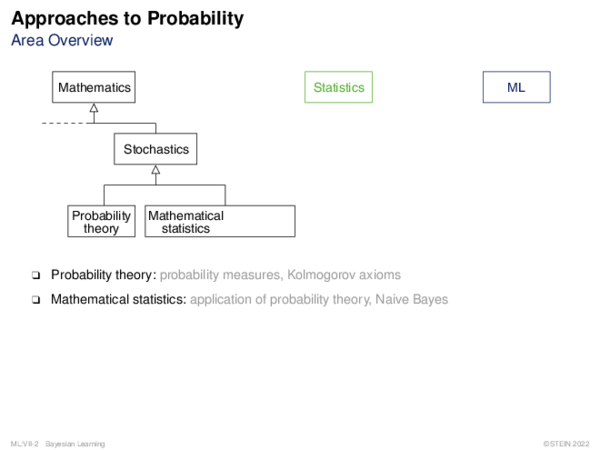 Approaches to Probability
Area Overview
Mathematics
Statistics
ML
Stochastics
Probability
theory
Mathematical
statistics
❑ Probability theory: probability measures, Kolmogorov axioms
❑ Mathematical statistics: application of probability theory, Naive Bayes
ML:VII-2 Bayesian Learning
©STEIN 2022